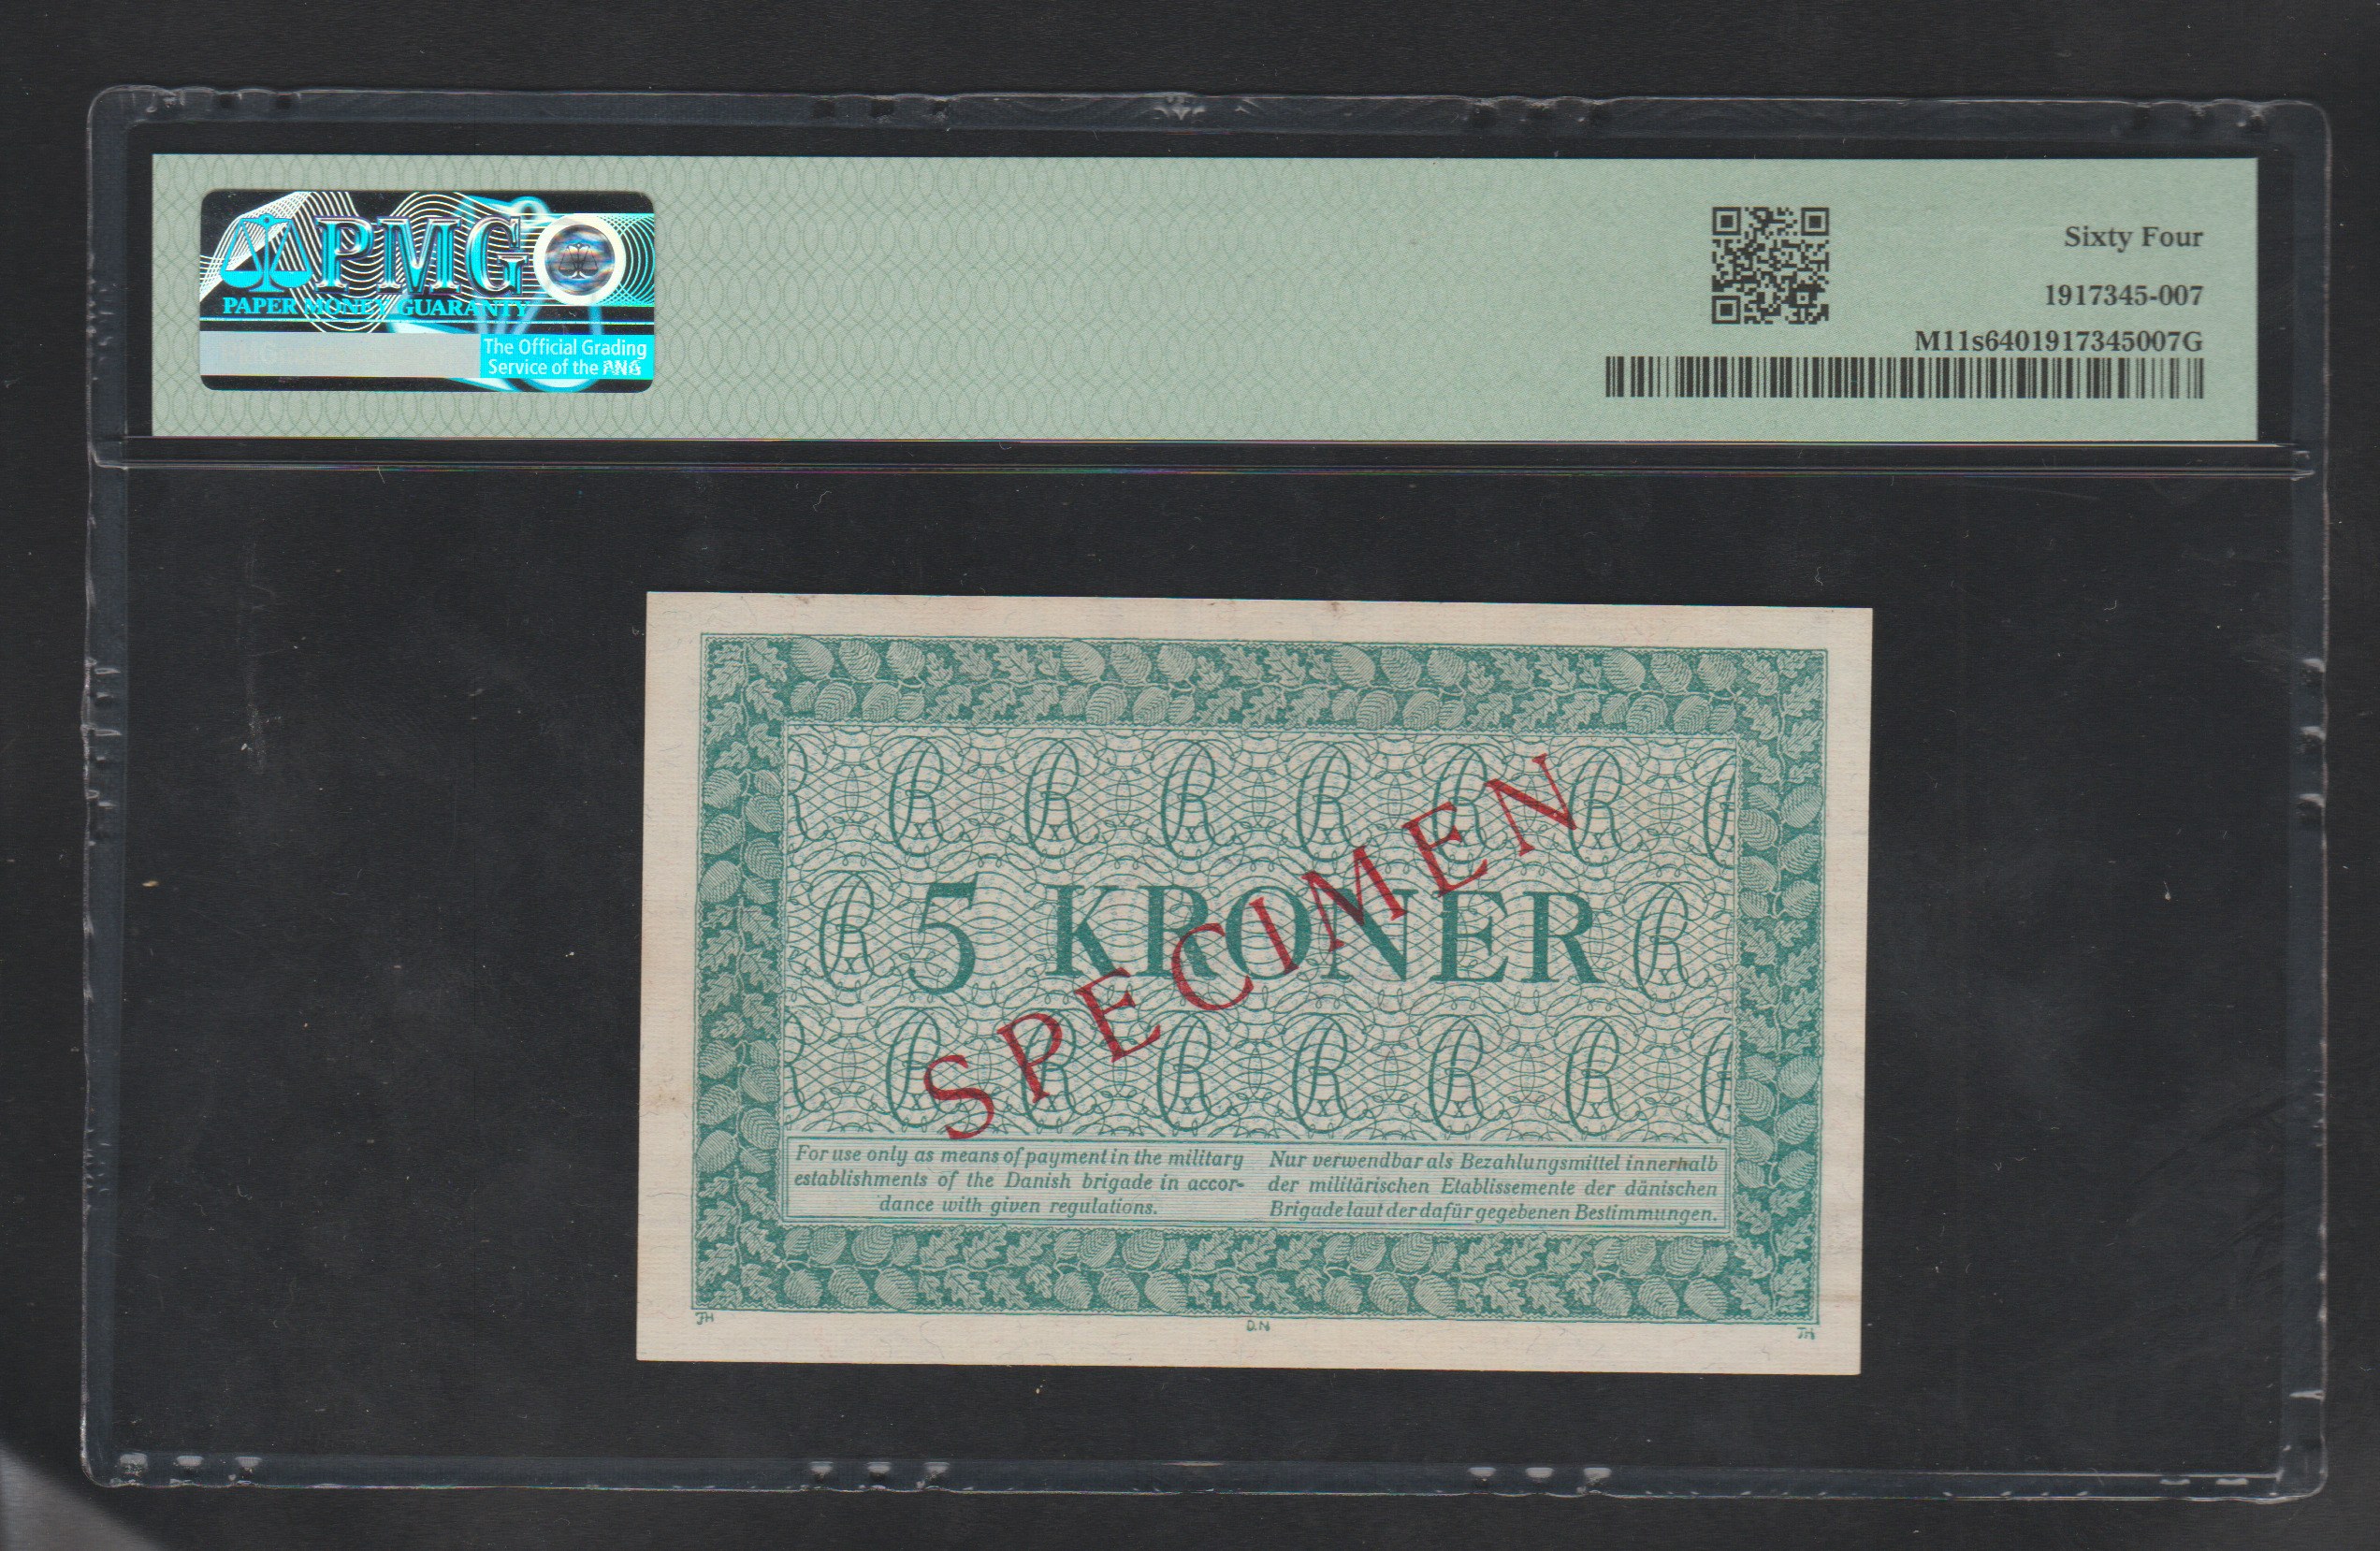 PMG
PAPER MONEY GUARANTY
The Official Grading
Service of the ANA
Sixty Four
1917345-007
M11s6401917345007G
5 KRONER
SPECIMEN
For use only as means of payment in the military
establishments of the Danish brigade in accor-
dance with given regulations.
Nur verwendbar als Bezahlungsmittel innerhalb
der militärischen Etablissemente der dänischen
Brigade laut der dafür gegebenen Bestimmungen.
D.N